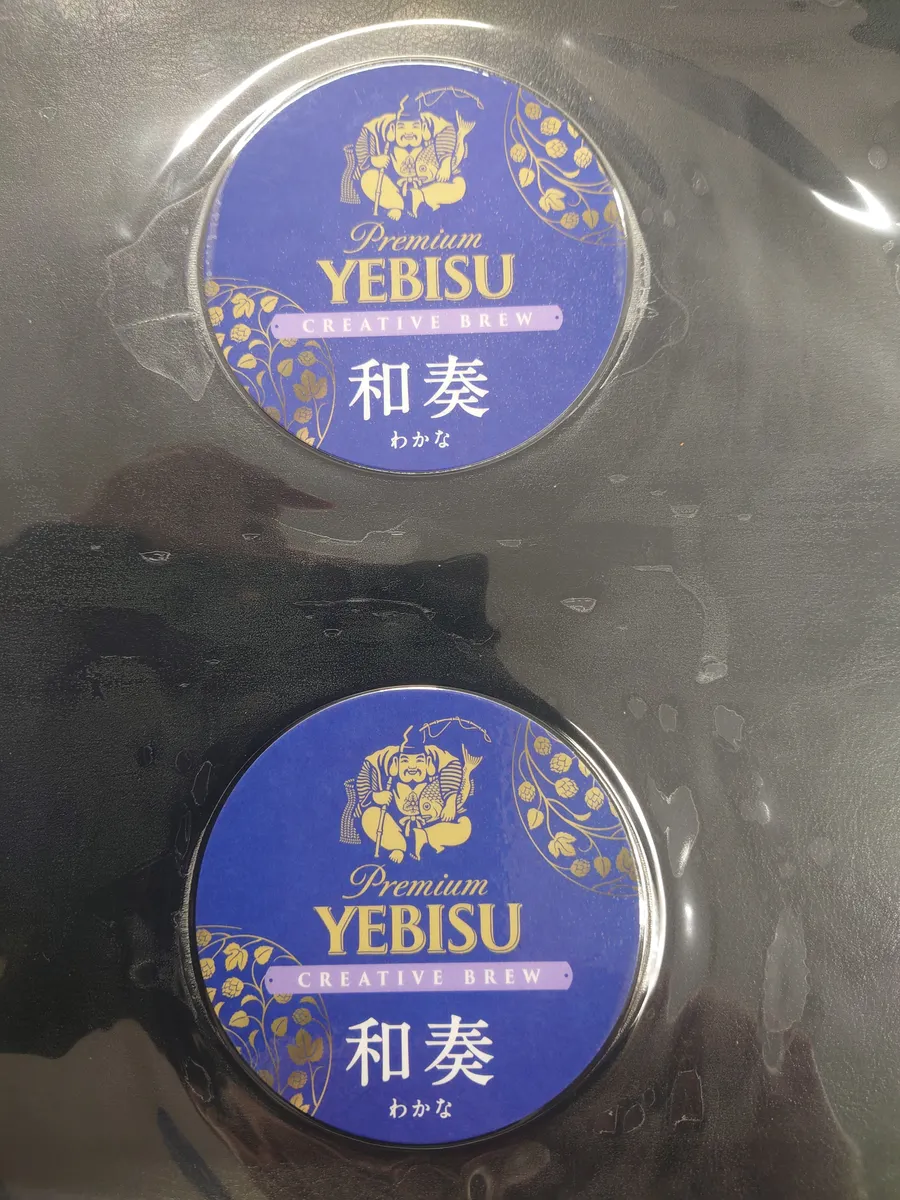 Premium
YEBISU
CREATIVE BREW
和奏
わかな
Premium
YEBISU
CREATIVE BREW
和奏
わかな